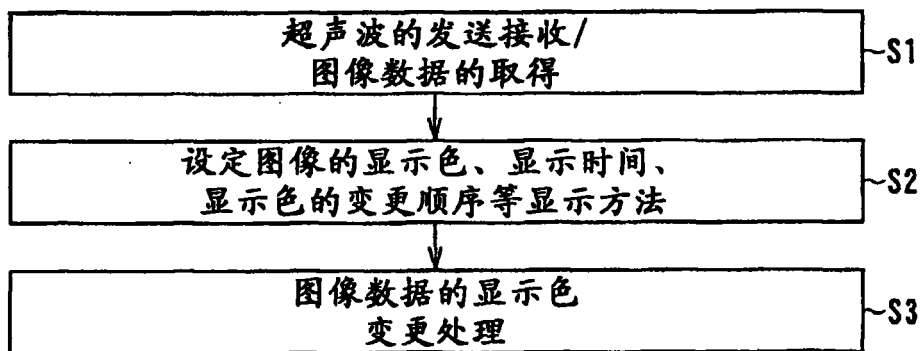 超声波的发送接收/
图像数据的取得
~S1
设定图像的显示色、显示时间、
显示色的变更顺序等显示方法
~S2
图像数据的显示色
变更处理
~S3